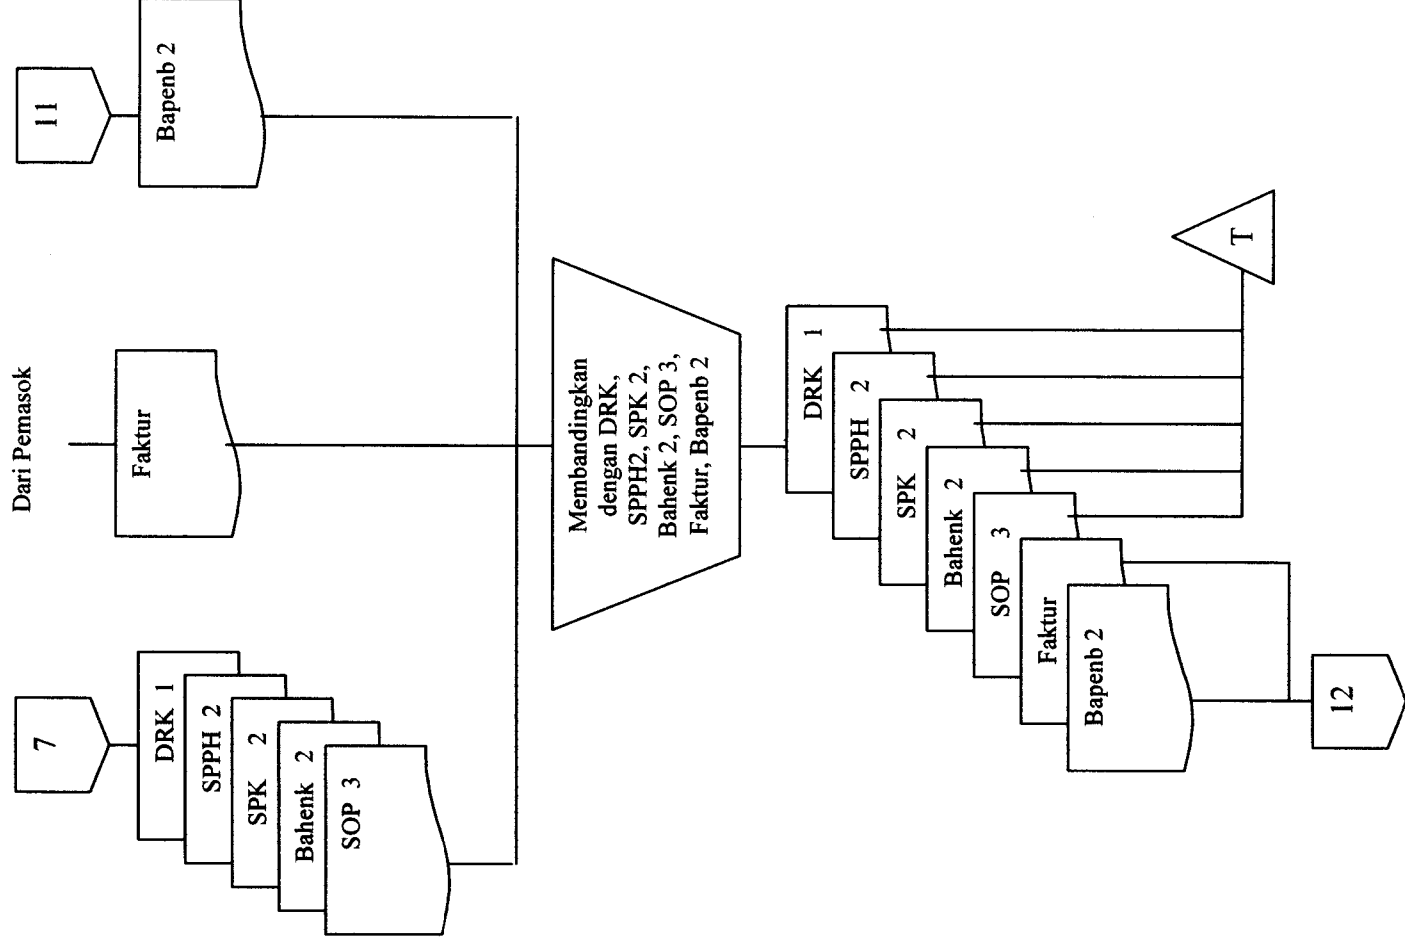 7
DRK 1
SPPH 2
SPK 2
Bahenk 2
SOP 3
Dari Pemasok
Faktur
11
Bapenb 2
Membandingkan
dengan DRK,
SPPH2, SPK 2,
Bahenk 2, SOP 3,
Faktur, Bapenb 2
DRK 1
SPPH 2
SPK 2
Bahenk 2
SOP 3
Faktur
Bapenb 2
T
12